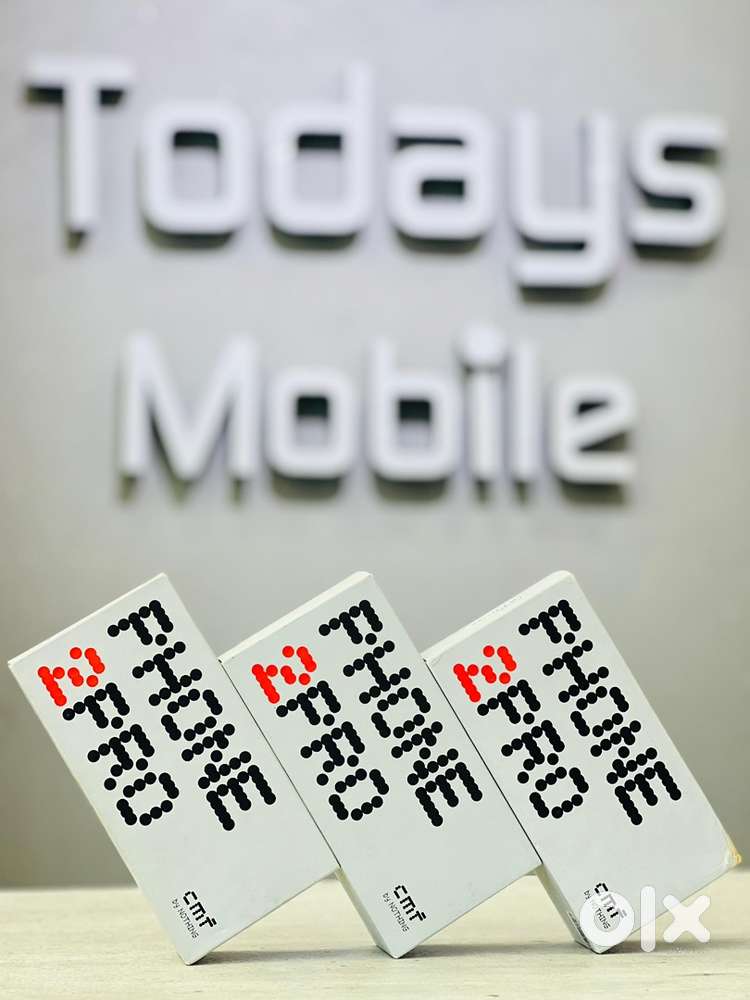 Todays
Mobile
PHONE
2 PRO
cmf
by NOTHING
PHONE
2 PRO
cmf
by NOTHING
PHONE
2 PRO
cmf
by NOTHING
olx